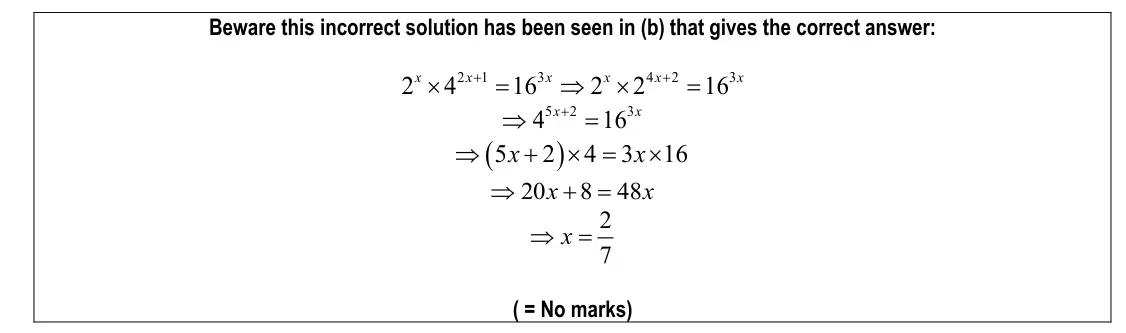 Beware this incorrect solution has been seen in (b) that gives the correct answer:
2^x × 4^{2x+1} = 16^{3x} ⇒ 2^x × 2^{4x+2} = 16^{3x}
⇒ 4^{5x+2} = 16^{3x}
⇒ (5x + 2) × 4 = 3x × 16
⇒ 20x + 8 = 48x
⇒ x = 2/7
( = No marks)